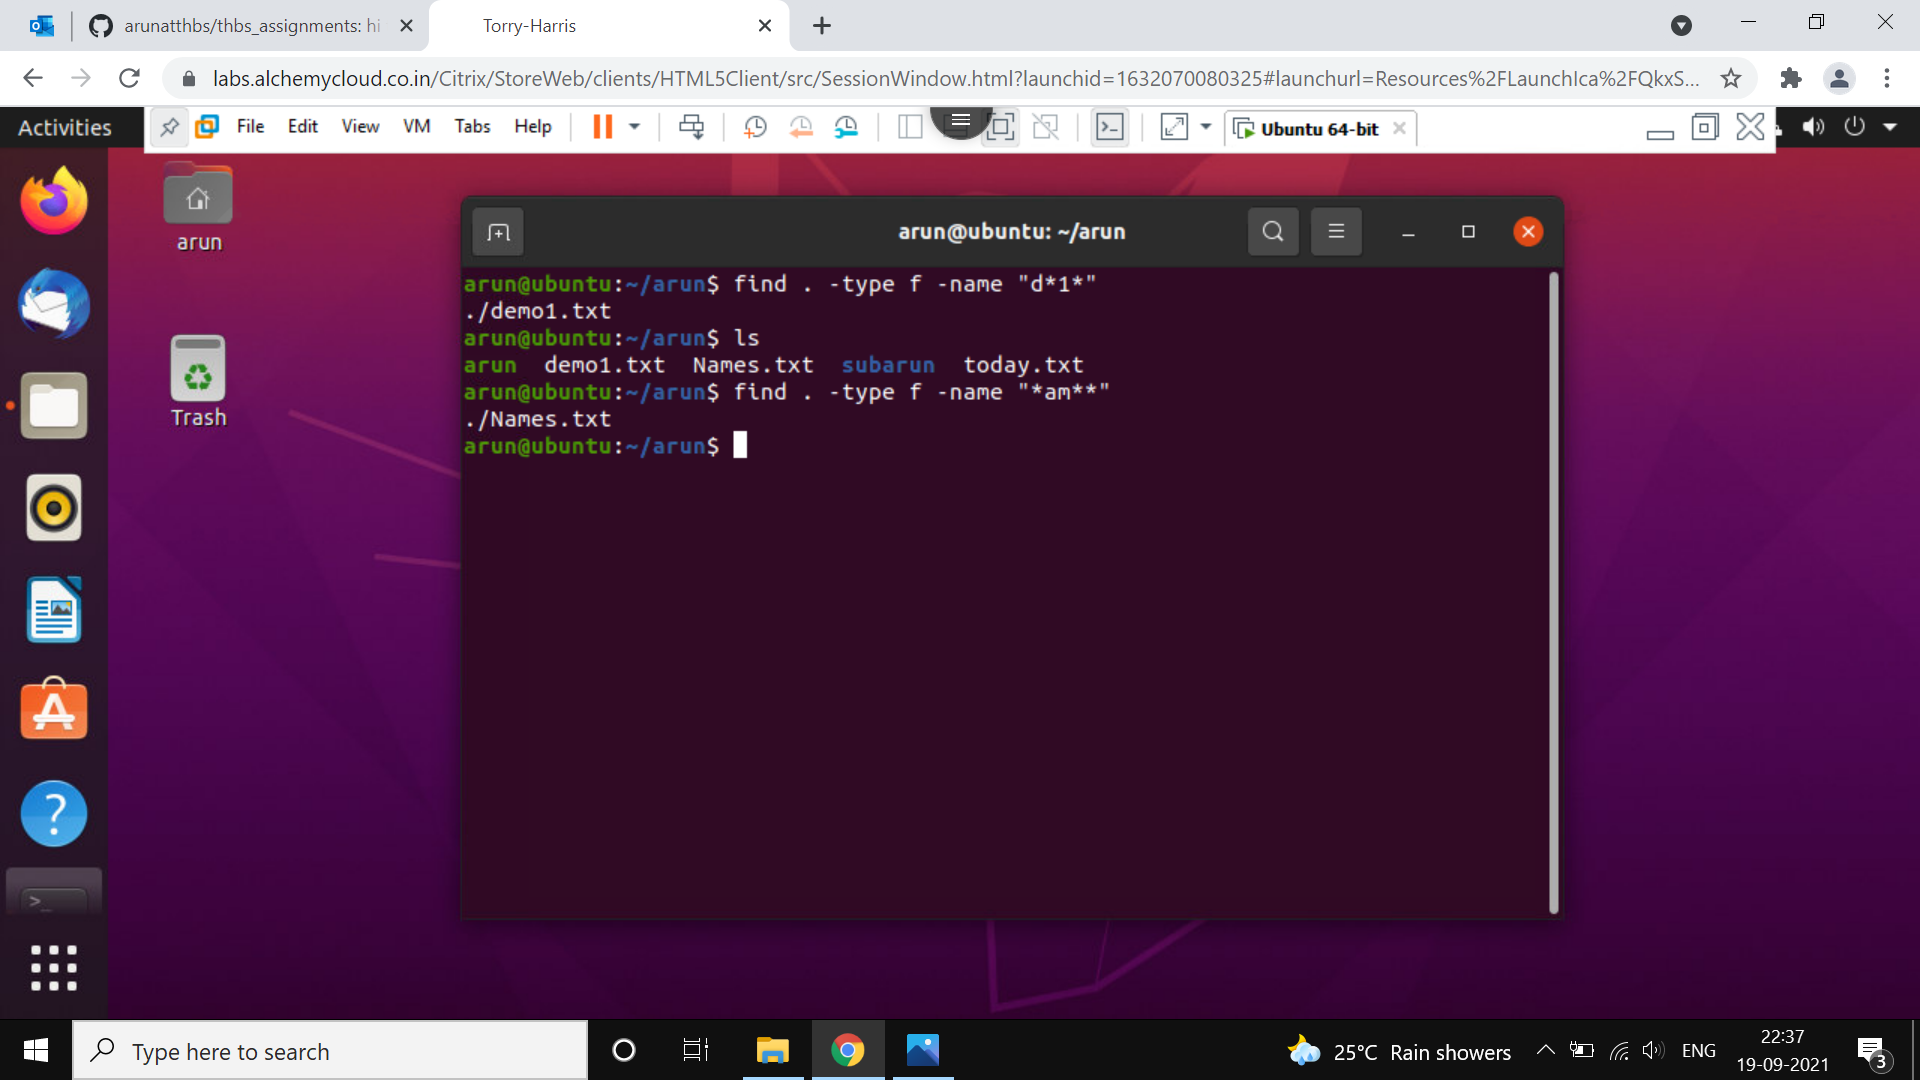 arunatthbs/thbs_assignments: hi
Torry-Harris
labs.alchemycloud.co.in/Citrix/StoreWeb/clients/HTML5Client/src/SessionWindow.html?launchid=1632070080325#launchurl=Resources%2FLaunchIca%2FQkxS...
Activities
File Edit View VM Tabs Help
Ubuntu 64-bit
arun
Trash
arun@ubuntu: ~/arun
arun@ubuntu:~/arun$ find . -type f -name "d*1*"
./demo1.txt
arun@ubuntu:~/arun$ ls
arun demo1.txt Names.txt subarun today.txt
arun@ubuntu:~/arun$ find . -type f -name "*am**"
./Names.txt
arun@ubuntu:~/arun$
Type here to search
25°C Rain showers
ENG
22:37
19-09-2021
3